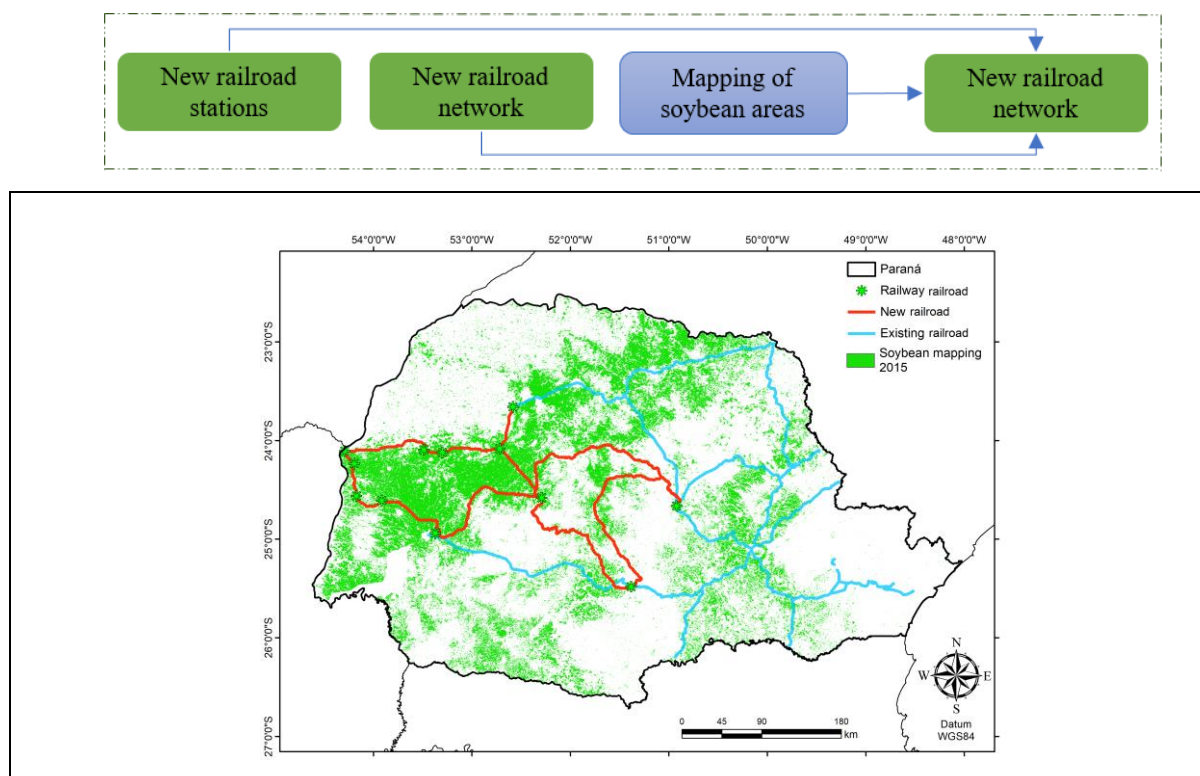 New railroad
stations
New railroad
network
Mapping of
soybean areas
New railroad
network
54°0'0"W 53°0'0"W 52°0'0"W 51°0'0"W 50°0'0"W 49°0'0"W 48°0'0"W
Paraná
Railway railroad
New railroad
Existing railroad
Soybean mapping
2015
23°0'0"S
24°0'0"S
25°0'0"S
26°0'0"S
27°0'0"S
N
W E
S
Datum
WGS84
0 45 90 180
km